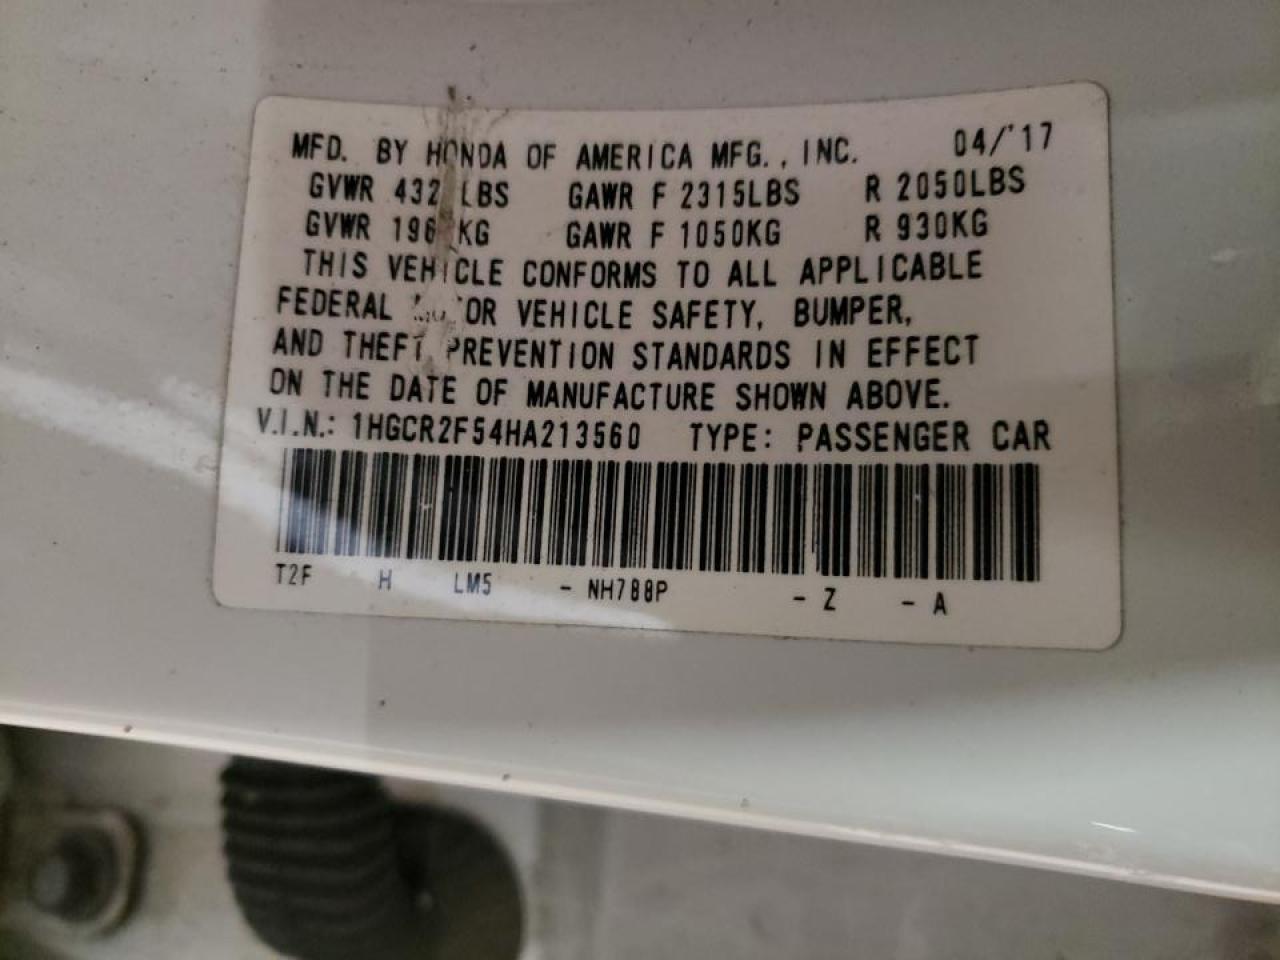 MFD. BY HONDA OF AMERICA MFG., INC. 04/'17
GVWR LBS GAWR F 2315LBS R 2050LBS
GVWR KG GAWR F 1050KG R 930KG
THIS VEHICLE CONFORMS TO ALL APPLICABLE
FEDERAL MOTOR VEHICLE SAFETY, BUMPER,
AND THEFT PREVENTION STANDARDS IN EFFECT
ON THE DATE OF MANUFACTURE SHOWN ABOVE.
V.I.N.: 1HGCR2F54HA213560 TYPE: PASSENGER CAR
T2F H LM5 - NH788P - Z - A